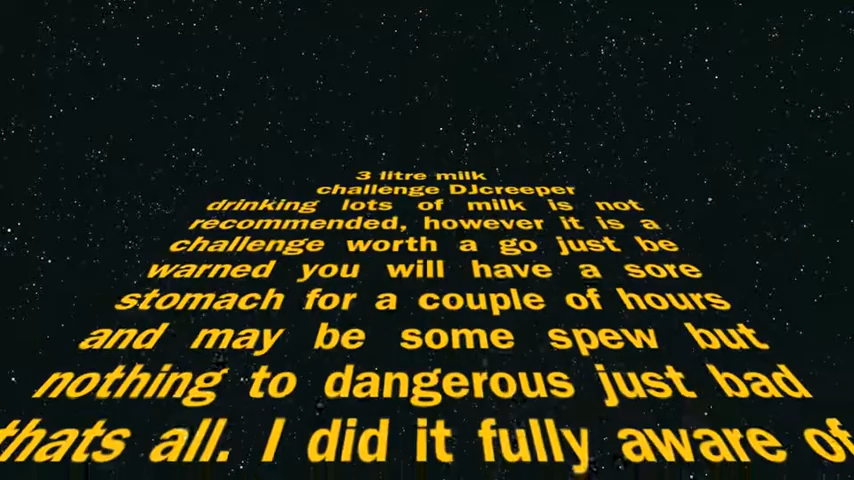 3 litre milk
challenge DJcreeper
drinking lots of milk is not
recommended, however it is a
challenge worth a go just be
warned you will have a sore
stomach for a couple of hours
and may be some spew but
nothing to dangerous just bad
thats all. I did it fully aware of